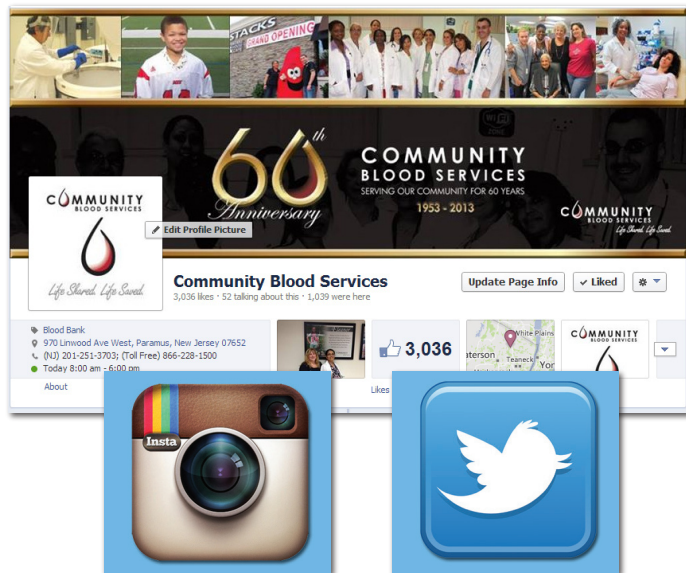 STACKS
GRAND OPENING
WiFi
ZONE
60th
Anniversary
COMMUNITY
BLOOD SERVICES
SERVING OUR COMMUNITY FOR 60 YEARS
1953 - 2013
COMMUNITY
BLOOD SERVICES
Life Shared. Life Saved.
COMMUNITY
BLOOD SERVICES
Life Shared. Life Saved.
Edit Profile Picture
Community Blood Services
3,036 likes · 52 talking about this · 1,039 were here
Update Page Info
Liked
Blood Bank
970 Linwood Ave West, Paramus, New Jersey 07652
(NJ) 201-251-3703; (Toll Free) 866-228-1500
Today 8:00 am - 6:00 pm
About
3,036
Likes
White Plains
aterson
Teaneck
Yor
COMMUNITY
BLOOD SERVICES
Insta